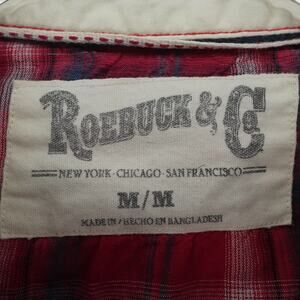 ROEBUCK & Co
NEW YORK · CHICAGO · SAN FRANCISCO
M/M
MADE IN / HECHO EN BANGLADESH